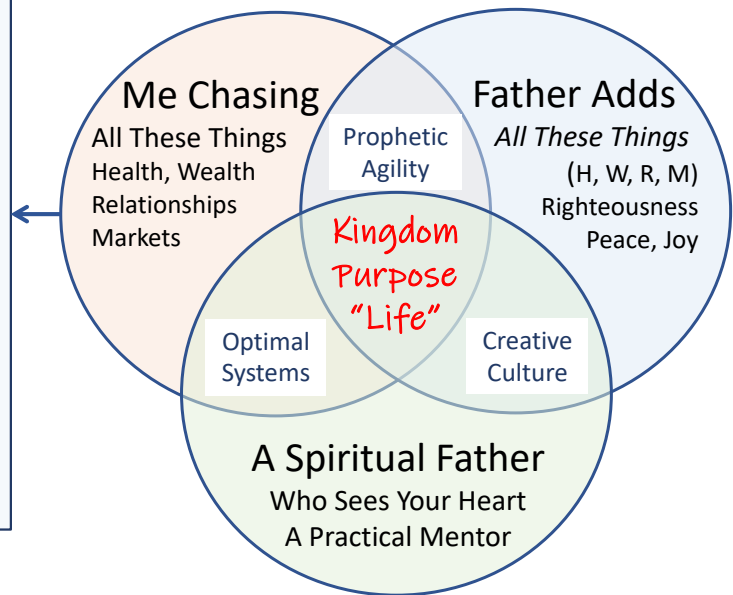 Me Chasing
All These Things
Health, Wealth
Relationships
Markets
Prophetic
Agility
Father Adds
All These Things
(H, W, R, M)
Righteousness
Peace, Joy
Kingdom
Purpose
“Life”
Optimal
Systems
Creative
Culture
A Spiritual Father
Who Sees Your Heart
A Practical Mentor